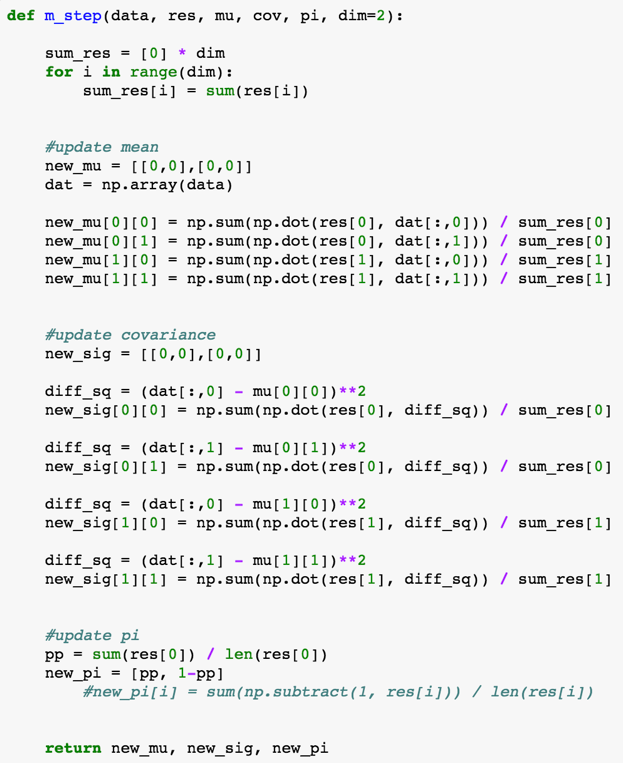 def m_step(data, res, mu, cov, pi, dim=2):
sum_res = [0] * dim
for i in range(dim):
sum_res[i] = sum(res[i])
#update mean
new_mu = [[0,0],[0,0]]
dat = np.array(data)
new_mu[0][0] = np.sum(np.dot(res[0], dat[:,0])) / sum_res[0]
new_mu[0][1] = np.sum(np.dot(res[0], dat[:,1])) / sum_res[0]
new_mu[1][0] = np.sum(np.dot(res[1], dat[:,0])) / sum_res[1]
new_mu[1][1] = np.sum(np.dot(res[1], dat[:,1])) / sum_res[1]
#update covariance
new_sig = [[0,0],[0,0]]
diff_sq = (dat[:,0] - mu[0][0])**2
new_sig[0][0] = np.sum(np.dot(res[0], diff_sq)) / sum_res[0]
diff_sq = (dat[:,1] - mu[0][1])**2
new_sig[0][1] = np.sum(np.dot(res[0], diff_sq)) / sum_res[0]
diff_sq = (dat[:,0] - mu[1][0])**2
new_sig[1][0] = np.sum(np.dot(res[1], diff_sq)) / sum_res[1]
diff_sq = (dat[:,1] - mu[1][1])**2
new_sig[1][1] = np.sum(np.dot(res[1], diff_sq)) / sum_res[1]
#update pi
pp = sum(res[0]) / len(res[0])
new_pi = [pp, 1-pp]
#new_pi[i] = sum(np.subtract(1, res[i])) / len(res[i])
return new_mu, new_sig, new_pi